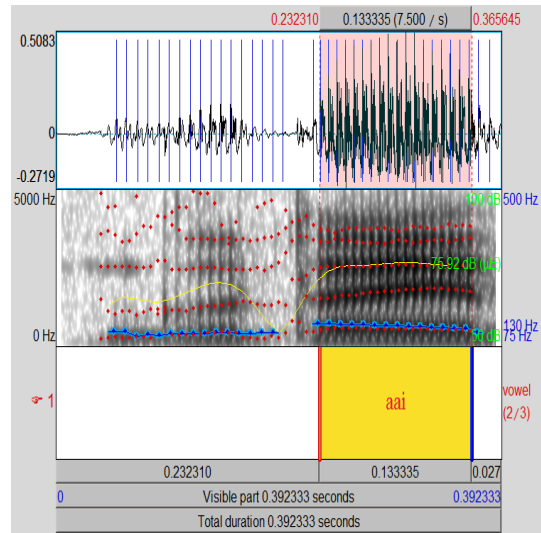 0.232310 0.133335 (7.500 / s) 0.365645
0.5083
0
-0.2719
5000 Hz 100 dB 500 Hz
75.92 dB (µE)
130 Hz
0 Hz 50 dB 75 Hz
1 aai vowel
(2/3)
0.232310 0.133335 0.027
0 Visible part 0.392333 seconds 0.392333
Total duration 0.392333 seconds